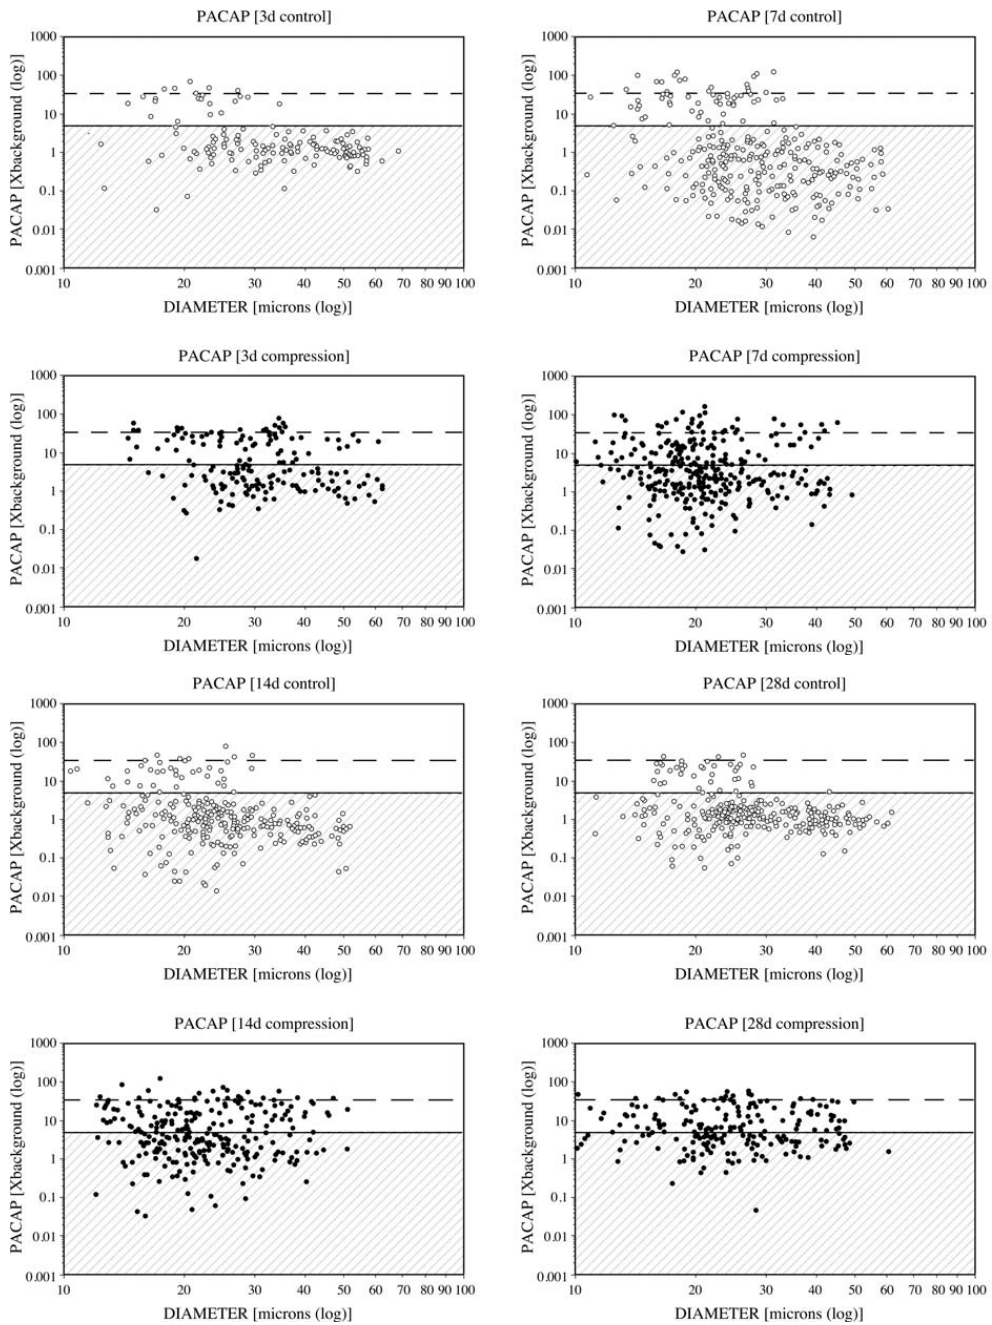 PACAP [3d control]
PACAP [Xbackground (log)]
1000
100
10
1
0.1
0.01
0.001
10 20 30 40 50 60 70 80 90 100
DIAMETER [microns (log)]
PACAP [7d control]
PACAP [Xbackground (log)]
1000
100
10
1
0.1
0.01
0.001
10 20 30 40 50 60 70 80 90 100
DIAMETER [microns (log)]
PACAP [3d compression]
PACAP [Xbackground (log)]
1000
100
10
1
0.1
0.01
0.001
10 20 30 40 50 60 70 80 90 100
DIAMETER [microns (log)]
PACAP [7d compression]
PACAP [Xbackground (log)]
1000
100
10
1
0.1
0.01
0.001
10 20 30 40 50 60 70 80 90 100
DIAMETER [microns (log)]
PACAP [14d control]
PACAP [Xbackground (log)]
1000
100
10
1
0.1
0.01
0.001
10 20 30 40 50 60 70 80 90 100
DIAMETER [microns (log)]
PACAP [28d control]
PACAP [Xbackground (log)]
1000
100
10
1
0.1
0.01
0.001
10 20 30 40 50 60 70 80 90 100
DIAMETER [microns (log)]
PACAP [14d compression]
PACAP [Xbackground (log)]
1000
100
10
1
0.1
0.01
0.001
10 20 30 40 50 60 70 80 90 100
DIAMETER [microns (log)]
PACAP [28d compression]
PACAP [Xbackground (log)]
1000
100
10
1
0.1
0.01
0.001
10 20 30 40 50 60 70 80 90 100
DIAMETER [microns (log)]